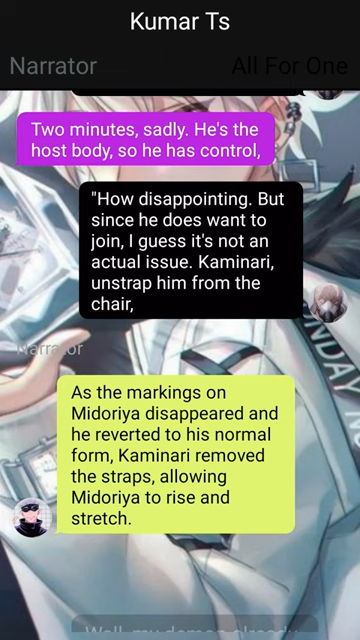 Kumar Ts
Narrator
All For One
Two minutes, sadly. He's the
host body, so he has control,
"How disappointing. But
since he does want to
join, I guess it's not an
actual issue. Kaminari,
unstrap him from the
chair,
Narrator
As the markings on
Midoriya disappeared and
he reverted to his normal
form, Kaminari removed
the straps, allowing
Midoriya to rise and
stretch.